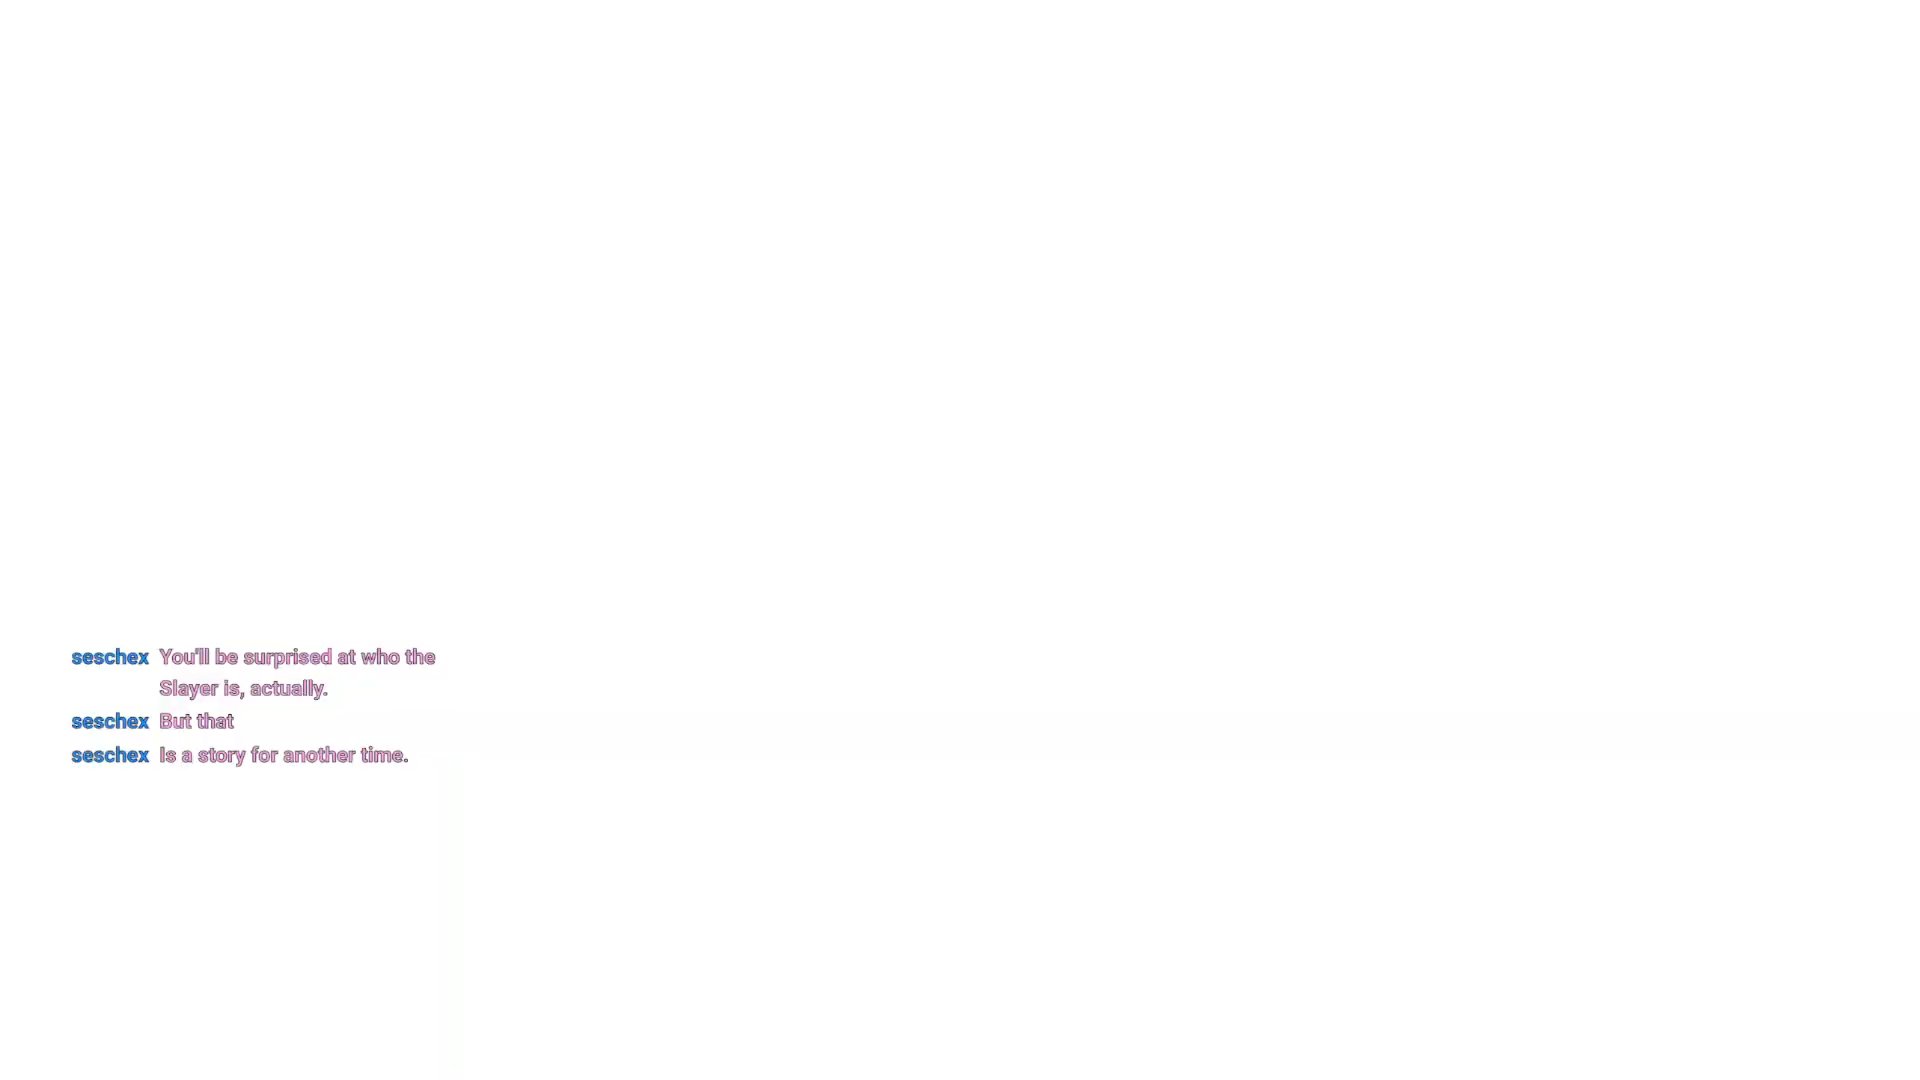 seschex You'll be surprised at who the
Slayer is, actually.
seschex But that
seschex Is a story for another time.